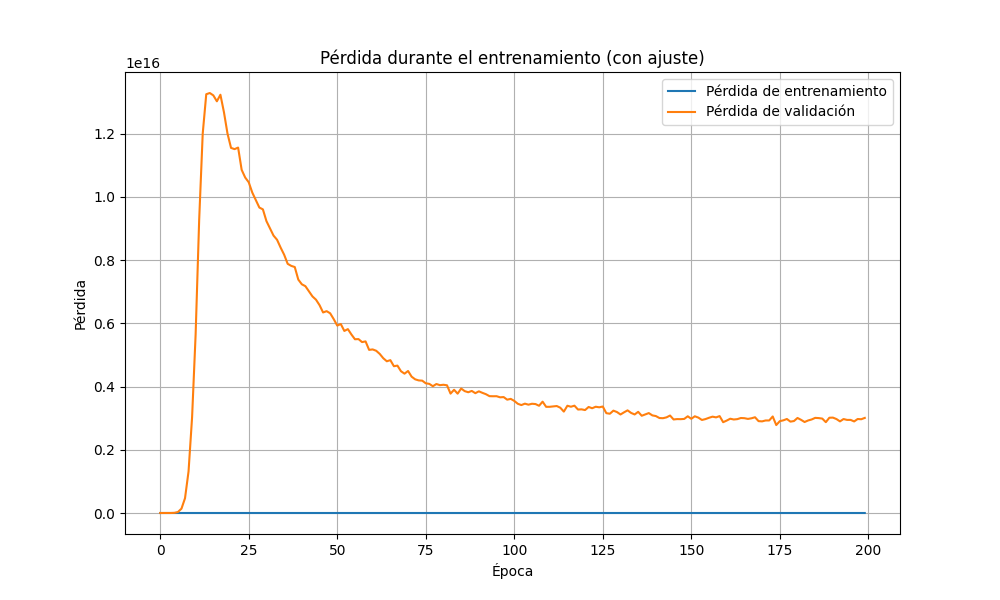 Pérdida durante el entrenamiento (con ajuste)
1e16
Pérdida de entrenamiento
Pérdida de validación
1.2
1.0
0.8
0.6
0.4
0.2
0.0
Pérdida
0 25 50 75 100 125 150 175 200
Época